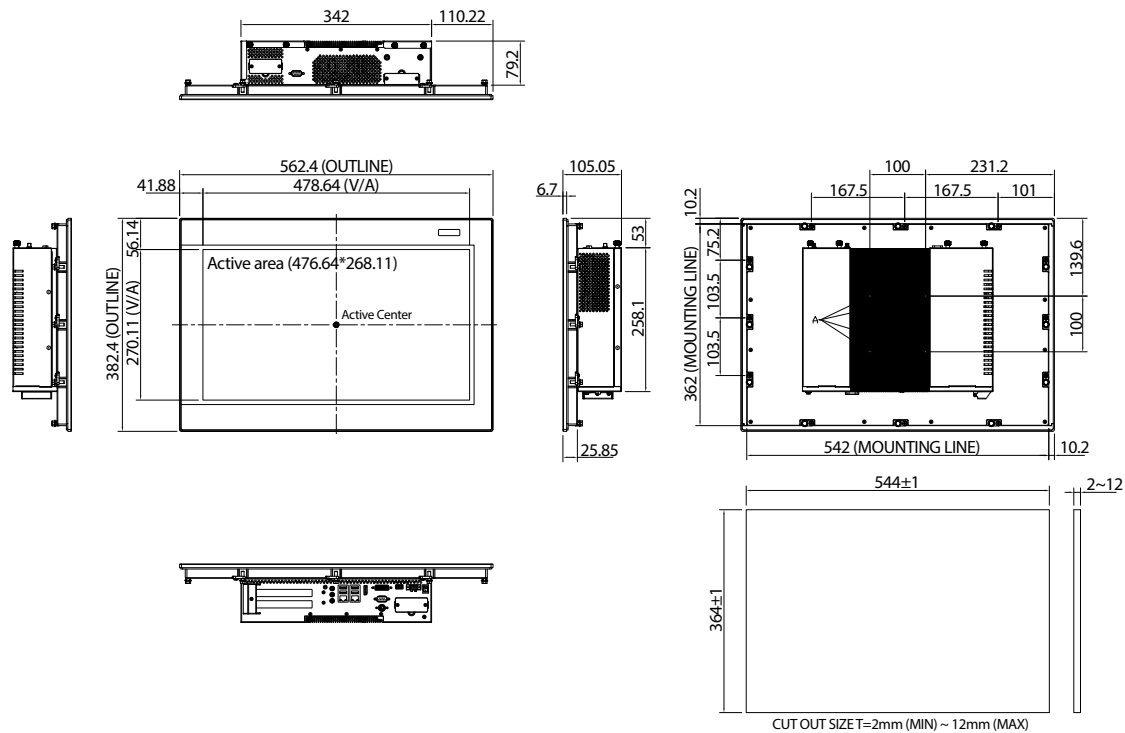 342
110.22
79.2
562.4 (OUTLINE)
478.64 (V/A)
41.88
56.14
382.4 (OUTLINE)
270.11 (V/A)
Active area (476.64*268.11)
Active Center
105.05
6.7
53
258.1
25.85
100
231.2
167.5
167.5
101
10.2
75.2
103.5
103.5
362 (MOUNTING LINE)
A
139.6
100
542 (MOUNTING LINE)
10.2
544±1
2~12
364±1
CUT OUT SIZE T=2mm (MIN) ~ 12mm (MAX)